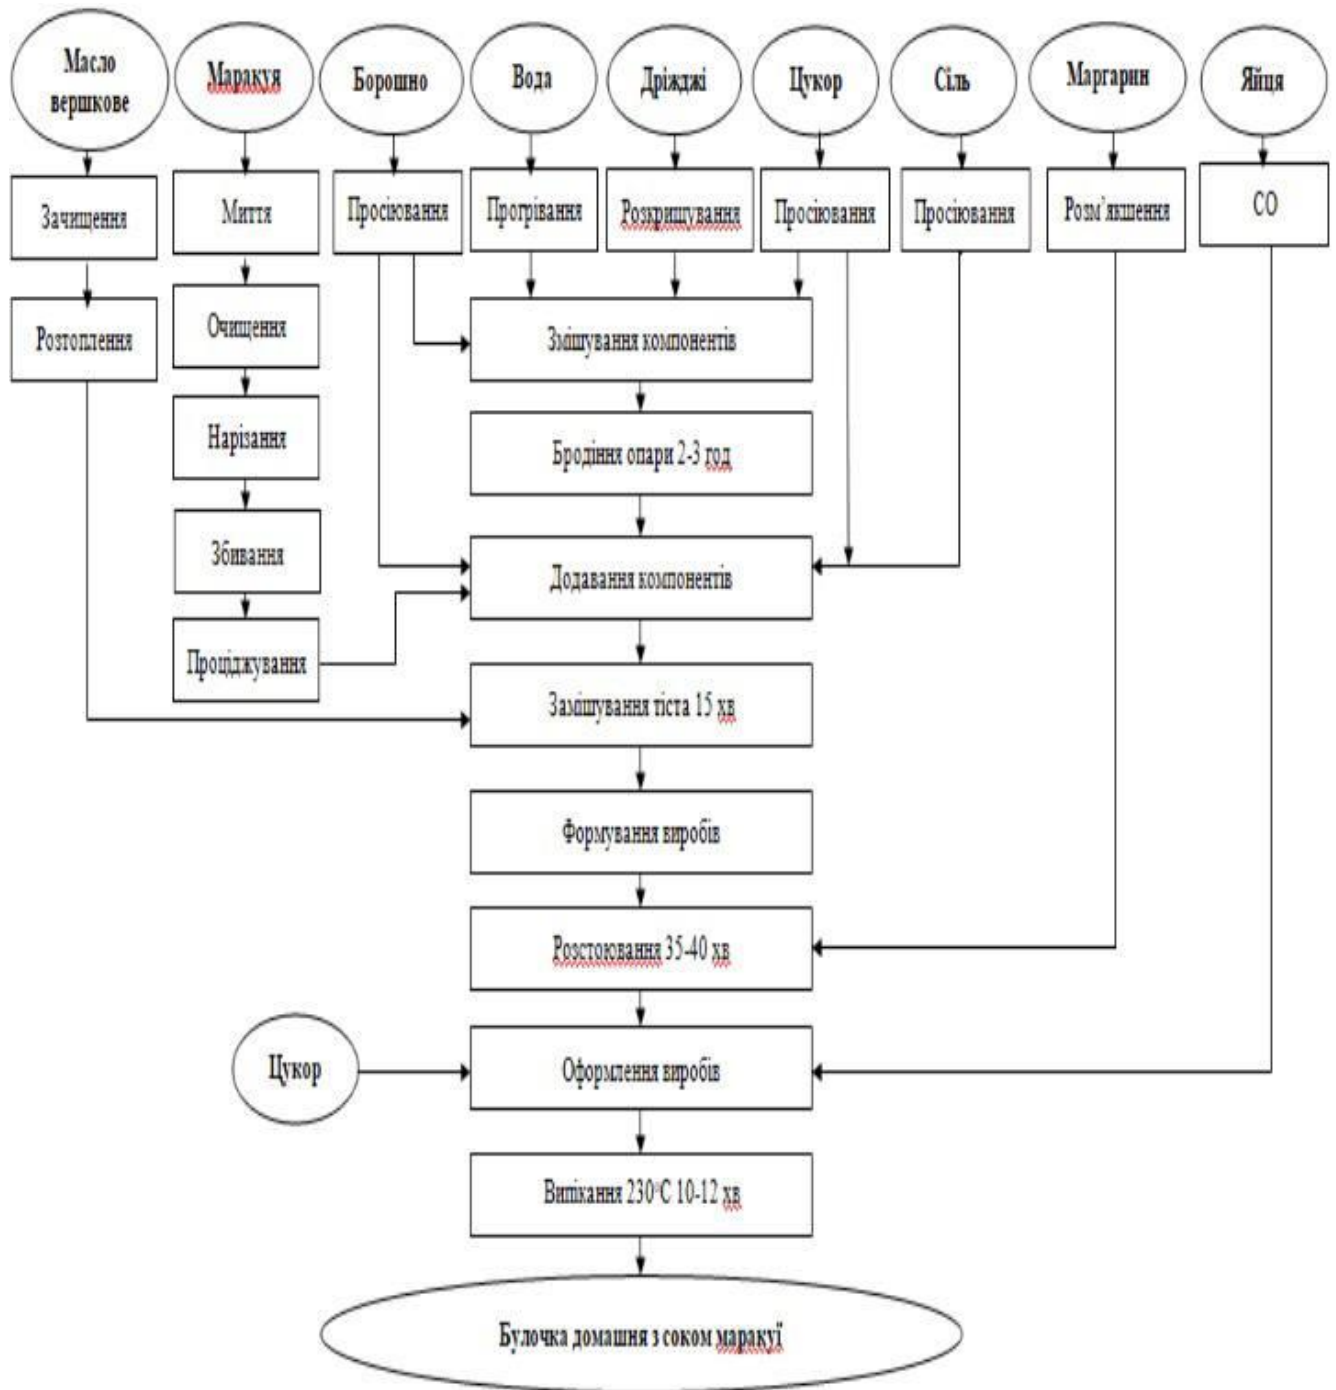 Масло
вершкове
Маракуя
Борошно
Вода
Дріжджі
Цукор
Сіль
Маргарин
Яйця
Зачищення
Миття
Просіювання
Прогрівання
Розкришування
Просіювання
Просіювання
Розм'якшення
СО
Розтоплення
Очищення
Змішування компонентів
Нарізання
Бродіння опари 2-3 год
Збивання
Додавання компонентів
Проціджування
Замішування тіста 15 хв
Формування виробів
Розстоювання 35-40 хв
Цукор
Оформлення виробів
Випікання 230°С 10-12 хв
Булочка домашня з соком маракуї